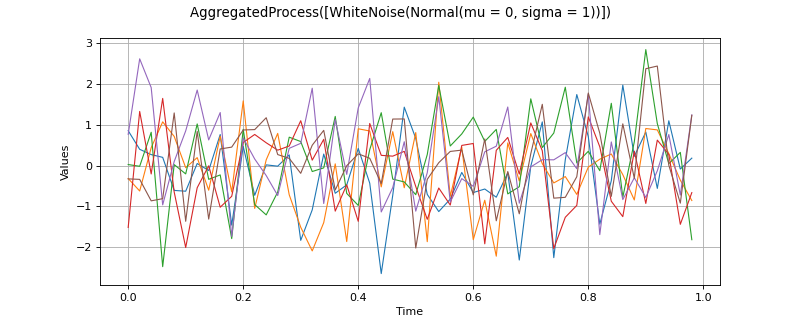 AggregatedProcess([WhiteNoise(Normal(mu = 0, sigma = 1))])
3
2
1
0
−1
−2
Values
0.0 0.2 0.4 0.6 0.8 1.0
Time